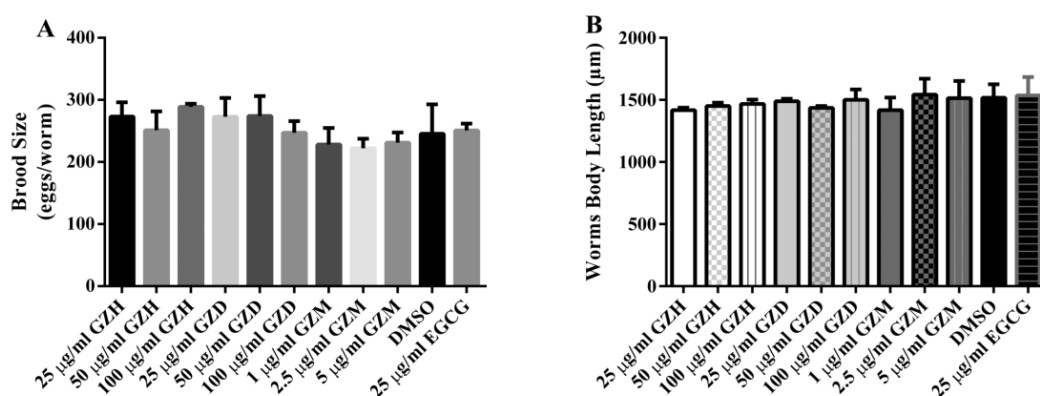 A
Brood Size
(eggs/worm)
400
300
200
100
0
25 µg/ml GZH
50 µg/ml GZH
100 µg/ml GZH
25 µg/ml GZD
50 µg/ml GZD
100 µg/ml GZD
1 µg/ml GZM
2.5 µg/ml GZM
5 µg/ml GZM
DMSO
25 µg/ml EGCG
B
Worms Body Length (µm)
2000
1500
1000
500
0
25 µg/ml GZH
50 µg/ml GZH
100 µg/ml GZH
25 µg/ml GZD
50 µg/ml GZD
100 µg/ml GZD
1 µg/ml GZM
2.5 µg/ml GZM
5 µg/ml GZM
DMSO
25 µg/ml EGCG